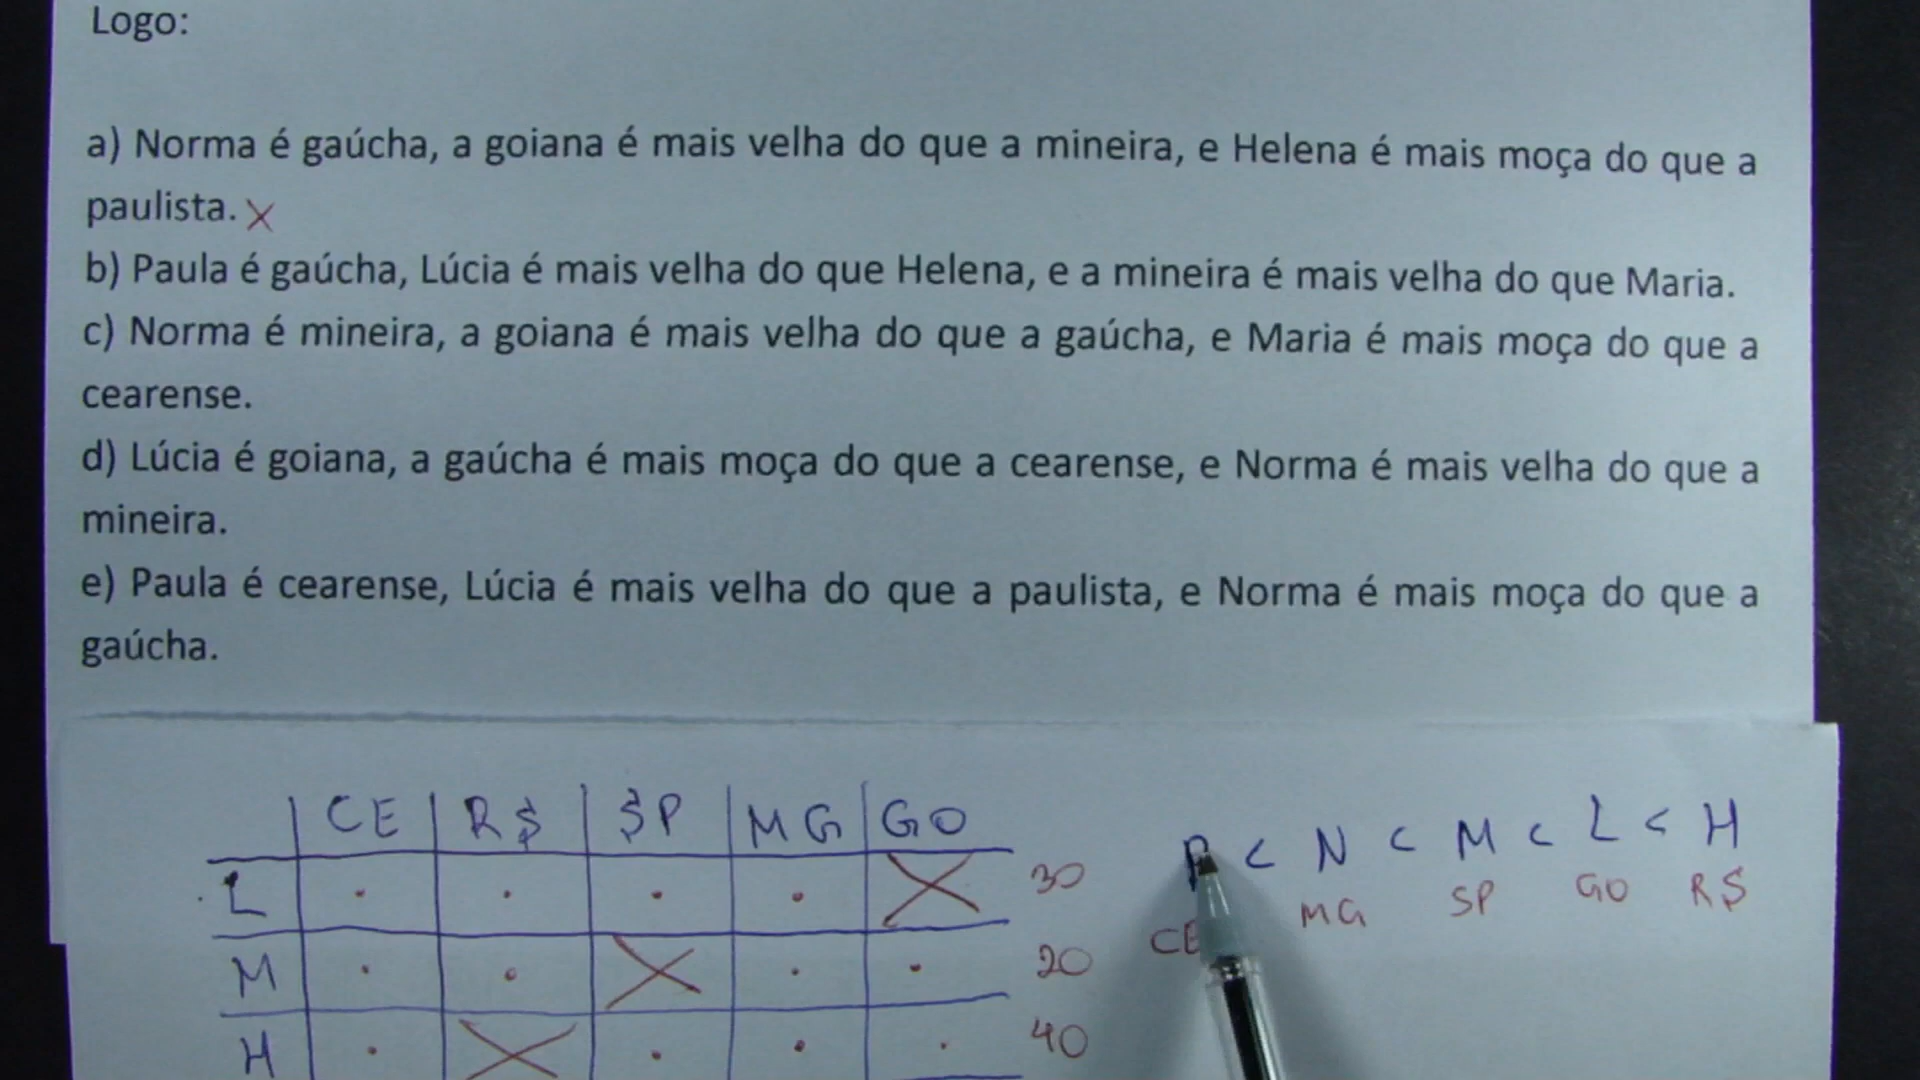 Logo:
a) Norma é gaúcha, a goiana é mais velha do que a mineira, e Helena é mais moça do que a
paulista. X
b) Paula é gaúcha, Lúcia é mais velha do que Helena, e a mineira é mais velha do que Maria.
c) Norma é mineira, a goiana é mais velha do que a gaúcha, e Maria é mais moça do que a
cearense.
d) Lúcia é goiana, a gaúcha é mais moça do que a cearense, e Norma é mais velha do que a
mineira.
e) Paula é cearense, Lúcia é mais velha do que a paulista, e Norma é mais moça do que a
gaúcha.
CE RS SP MG GO
L X 30
M X 20
H X 40
P < N < M < L < H
CE MG SP GO RS